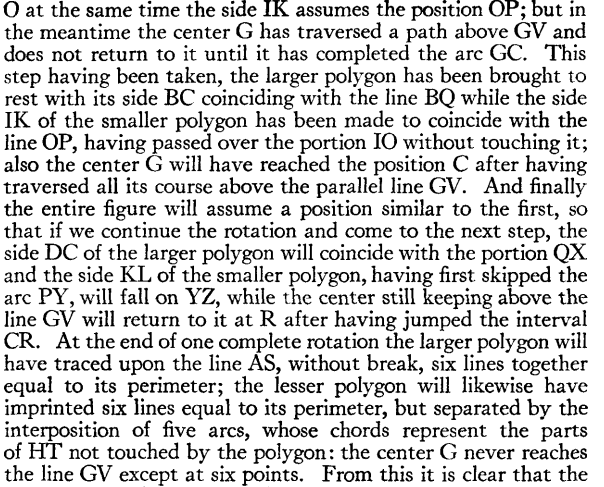 O at the same time the side IK assumes the position OP; but in
the meantime the center G has traversed a path above GV and
does not return to it until it has completed the arc GC. This
step having been taken, the larger polygon has been brought to
rest with its side BC coinciding with the line BQ while the side
IK of the smaller polygon has been made to coincide with the
line OP, having passed over the portion IO without touching it;
also the center G will have reached the position C after having
traversed all its course above the parallel line GV. And finally
the entire figure will assume a position similar to the first, so
that if we continue the rotation and come to the next step, the
side DC of the larger polygon will coincide with the portion QX
and the side KL of the smaller polygon, having first skipped the
arc PY, will fall on YZ, while the center still keeping above the
line GV will return to it at R after having jumped the interval
CR. At the end of one complete rotation the larger polygon will
have traced upon the line AS, without break, six lines together
equal to its perimeter; the lesser polygon will likewise have
imprinted six lines equal to its perimeter, but separated by the
interposition of five arcs, whose chords represent the parts
of HT not touched by the polygon: the center G never reaches
the line GV except at six points. From this it is clear that the